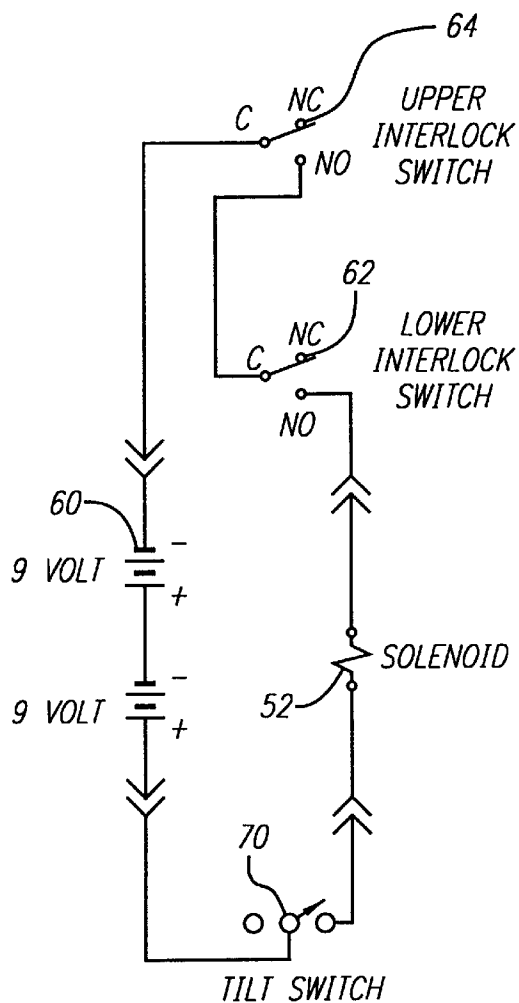 64
NC
C
NO
UPPER
INTERLOCK
SWITCH
62
NC
C
NO
LOWER
INTERLOCK
SWITCH
60
-
9 VOLT
+
-
9 VOLT
+
SOLENOID
52
70
TILT SWITCH